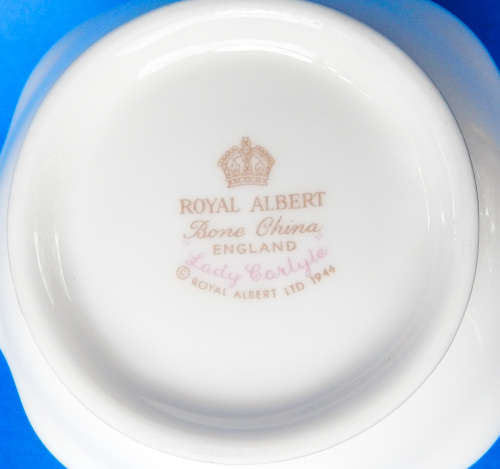 ROYAL ALBERT
Bone China
ENGLAND
"Lady Carlyle"
© ROYAL ALBERT LTD 1944